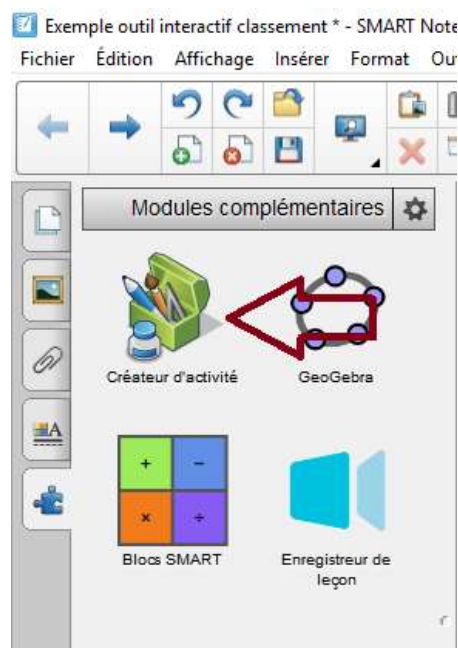 Exemple outil interactif classement * - SMART Note
Fichier Édition Affichage Insérer Format Ou
Modules complémentaires
Créateur d'activité GeoGebra
+ −
× ÷
Blocs SMART Enregistreur de
leçon